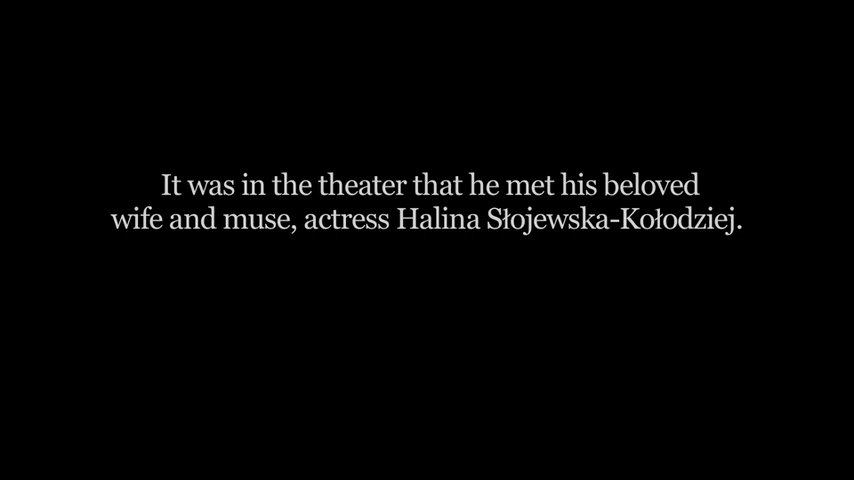 It was in the theater that he met his beloved
wife and muse, actress Halina Słojewska-Kołodziej.